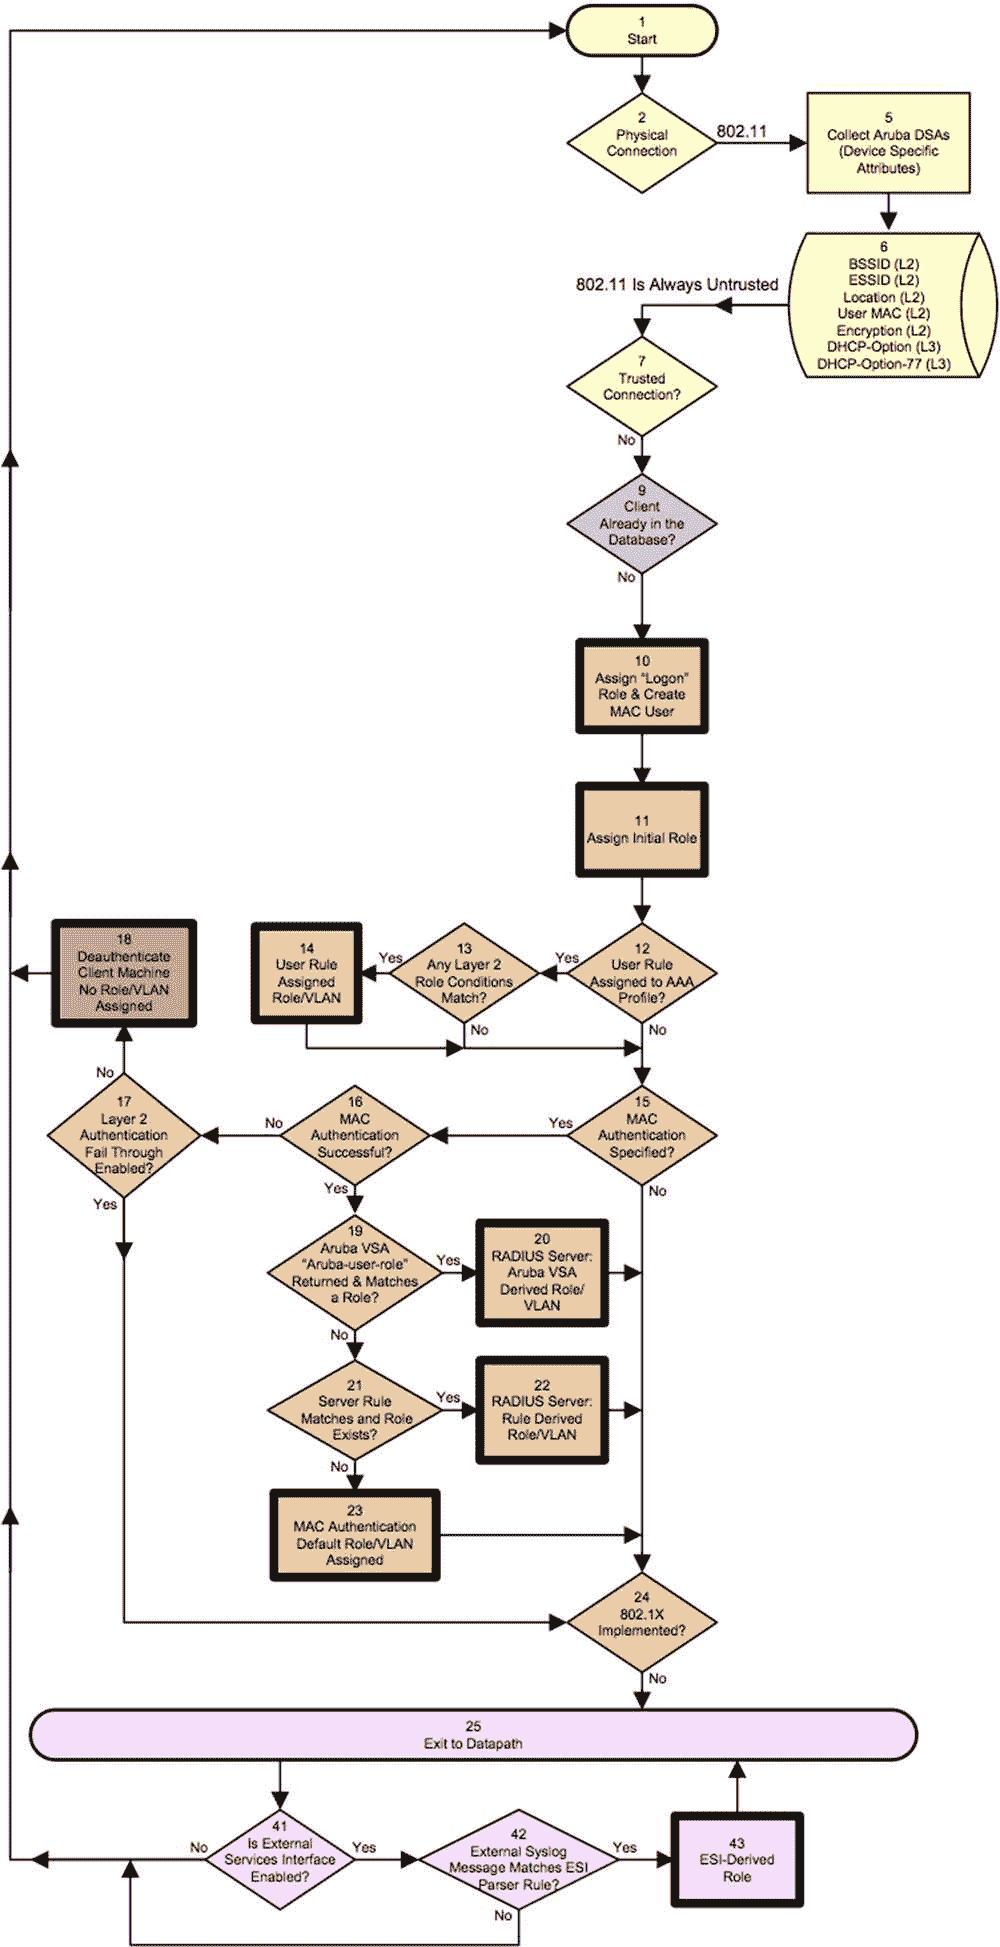 1
Start
2
Physical
Connection
802.11
5
Collect Aruba DSAs
(Device Specific
Attributes)
6
BSSID (L2)
ESSID (L2)
Location (L2)
User MAC (L2)
Encryption (L2)
DHCP-Option (L3)
DHCP-Option-77 (L3)
802.11 Is Always Untrusted
7
Trusted
Connection?
No
9
Client
Already in the
Database?
No
10
Assign "Logon"
Role & Create
MAC User
11
Assign Initial Role
12
User Rule
Assigned to AAA
Profile?
Yes
No
13
Any Layer 2
Role Conditions
Match?
Yes
No
14
User Rule
Assigned
Role/VLAN
18
Deauthenticate
Client Machine
No Role/VLAN
Assigned
No
15
MAC
Authentication
Specified?
Yes
No
16
MAC
Authentication
Successful?
No
Yes
17
Layer 2
Authentication
Fail Through
Enabled?
Yes
19
Aruba VSA
"Aruba-user-role"
Returned & Matches
a Role?
Yes
No
20
RADIUS Server:
Aruba VSA
Derived Role/
VLAN
21
Server Rule
Matches and Role
Exists?
Yes
No
22
RADIUS Server:
Rule Derived
Role/VLAN
23
MAC Authentication
Default Role/VLAN
Assigned
24
802.1X
Implemented?
No
25
Exit to Datapath
41
Is External
Services Interface
Enabled?
No
Yes
42
External Syslog
Message Matches ESI
Parser Rule?
Yes
No
43
ESI-Derived
Role